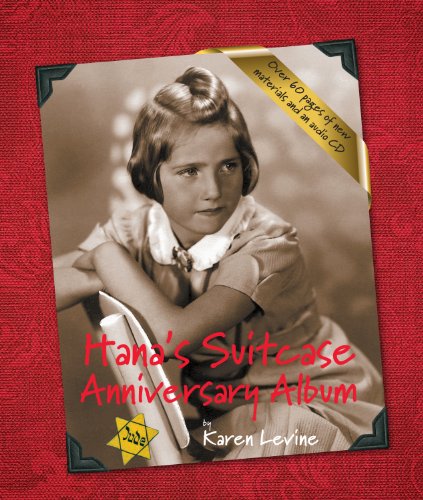 Over 60 pages of new
materials and an audio CD
Hana's Suitcase
Anniversary Album
by
Karen Levine
Jude